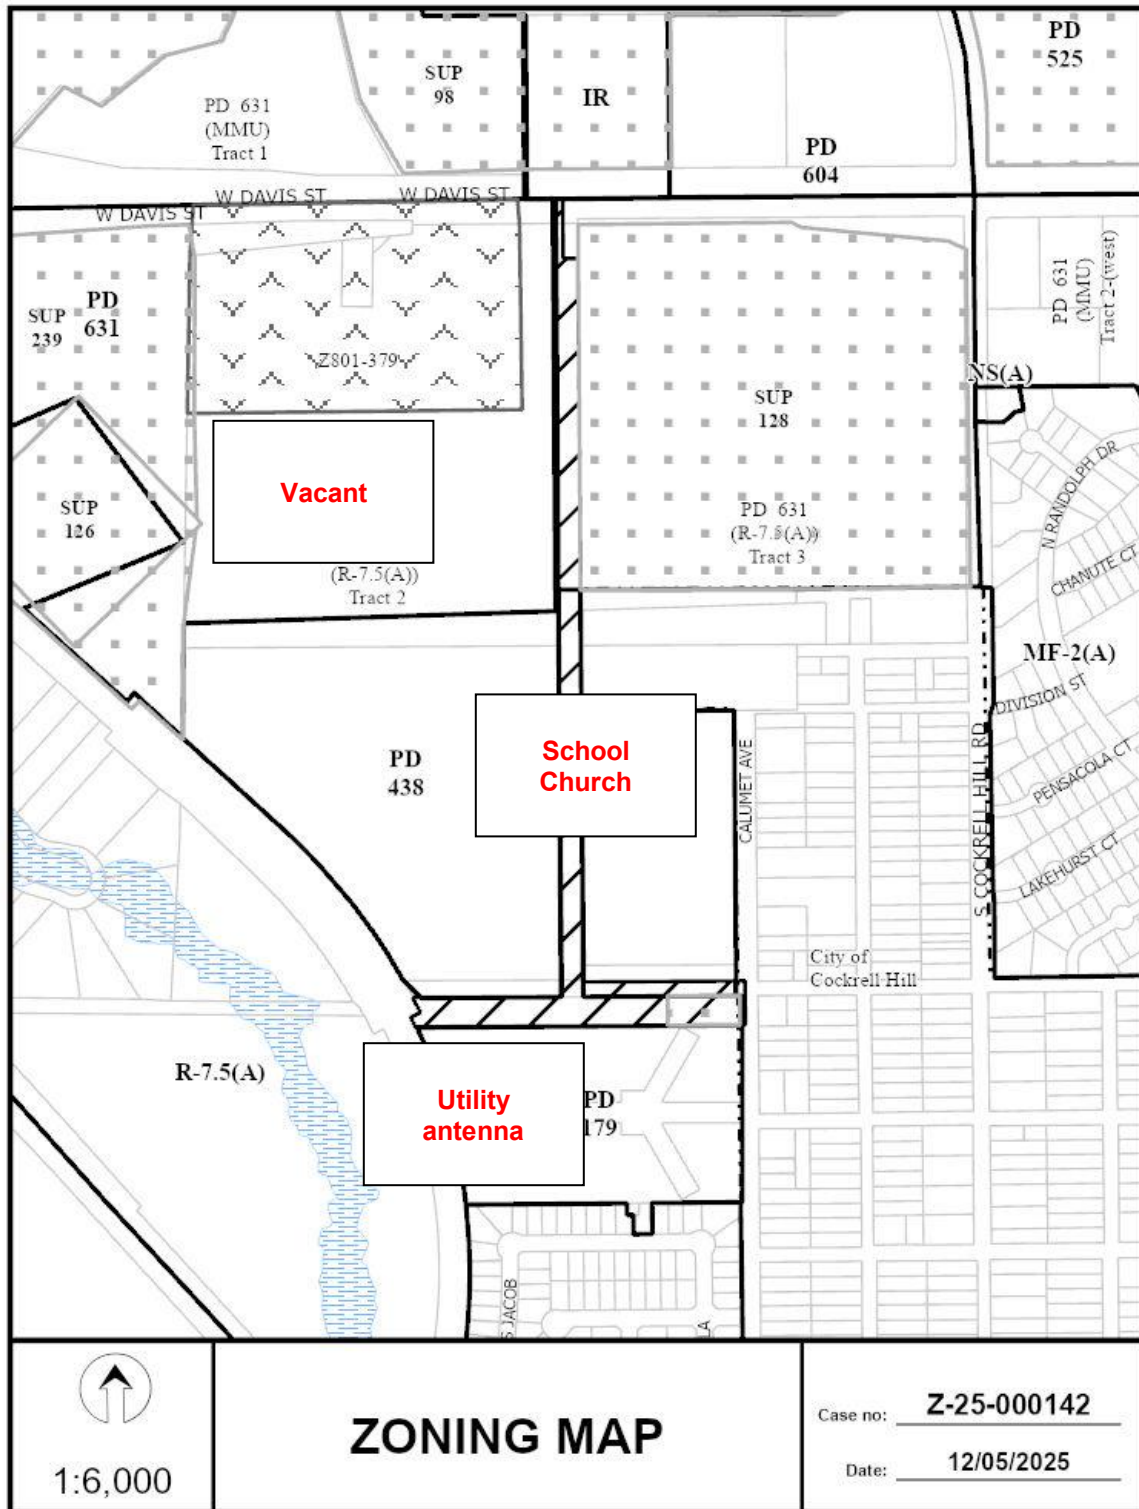 PD
525
SUP
98
IR
PD 631
(MMU)
Tract 1
PD
604
W DAVIS ST
W DAVIS ST
W DAVIS ST
PD 631
(MMU)
Tract 2-(west)
SUP
239
PD
631
Z801-379
NS(A)
SUP
128
N RANDOLPH DR
Vacant
SUP
126
PD 631
(R-7.5(A))
Tract 3
CHANUTE CT
(R-7.5(A))
Tract 2
MF-2(A)
DIVISION ST
School
Church
PD
438
CALUMET AVE
S COCKRELL HILL RD
PENSACOLA CT
LAKEHURST CT
City of
Cockrell Hill
R-7.5(A)
Utility
antenna
PD
179
S JACOB
LA
1:6,000
ZONING MAP
Case no: Z-25-000142
Date: 12/05/2025